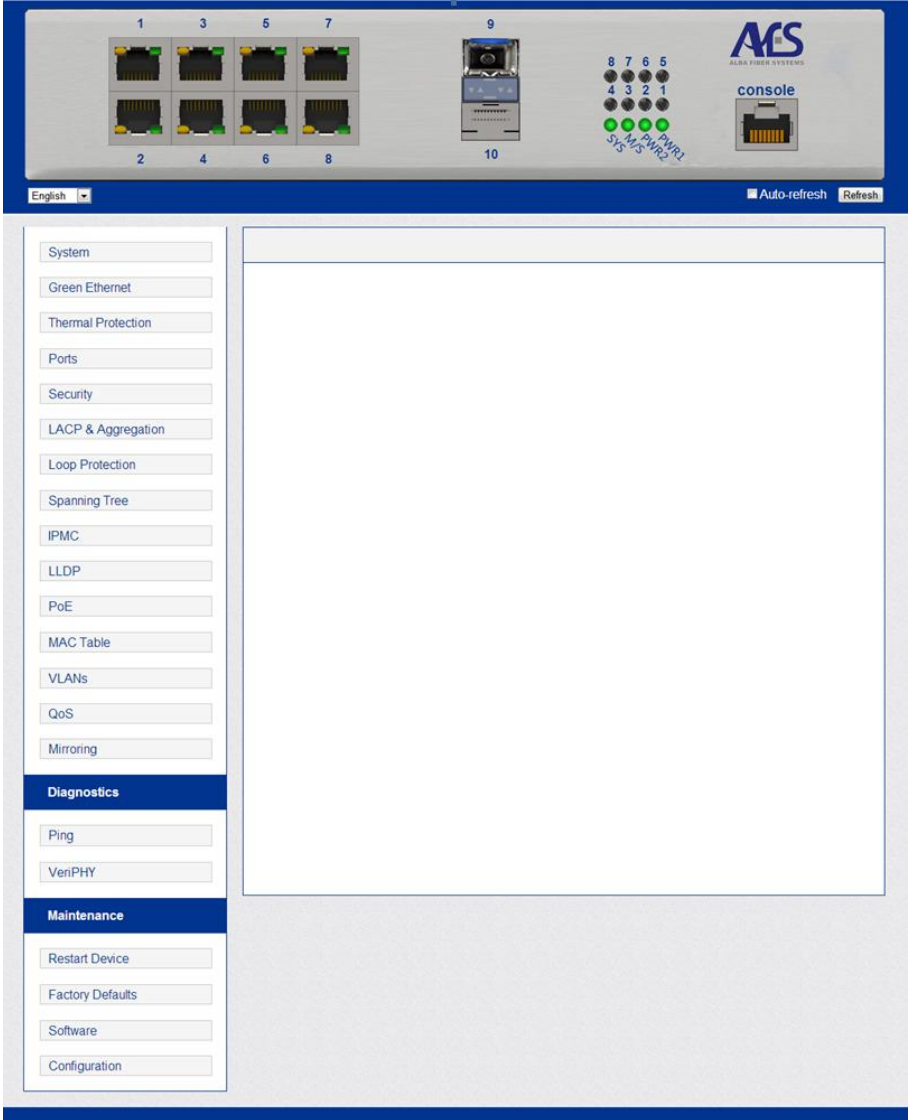 1 3 5 7
9
AFS
ALBA FIBER SYSTEMS
8 7 6 5
4 3 2 1
SYS M/S PWR2 PWR1
console
2 4 6 8
10
English
Auto-refresh Refresh
System
Green Ethernet
Thermal Protection
Ports
Security
LACP & Aggregation
Loop Protection
Spanning Tree
IPMC
LLDP
PoE
MAC Table
VLANs
QoS
Mirroring
Diagnostics
Ping
VeriPHY
Maintenance
Restart Device
Factory Defaults
Software
Configuration